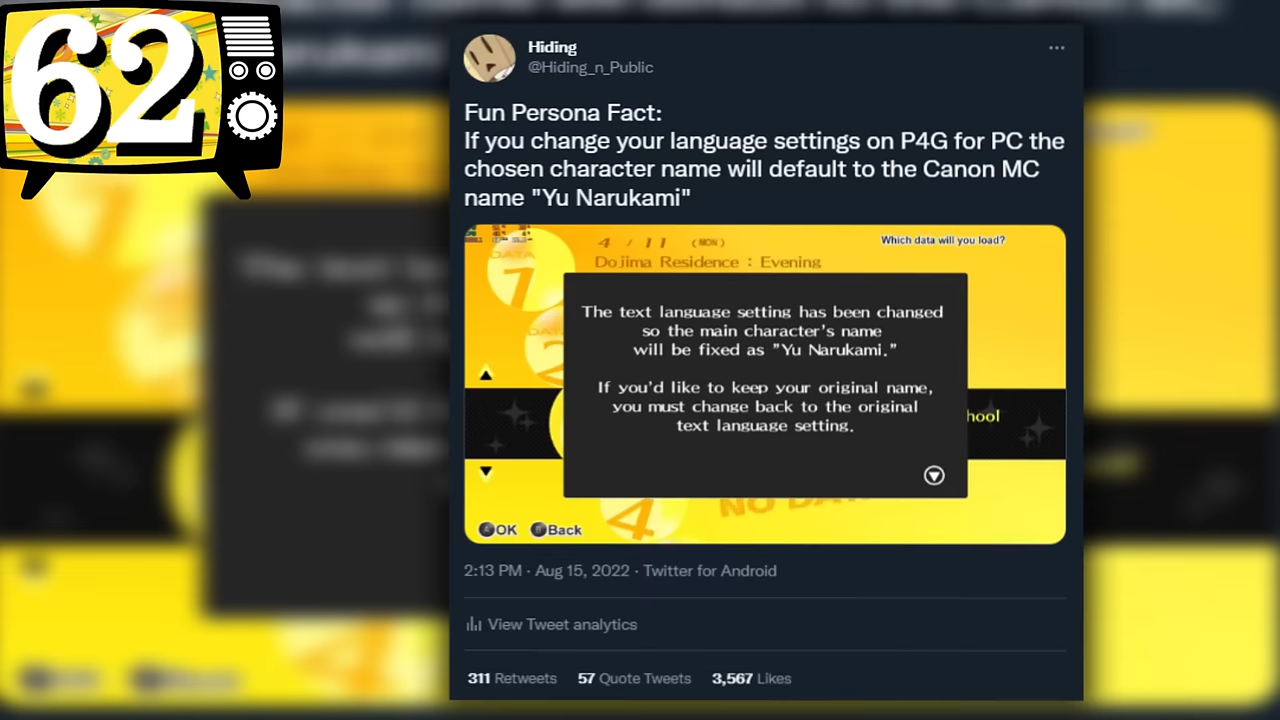 62
Hiding
@Hiding_n_Public
Fun Persona Fact:
If you change your language settings on P4G for PC the
chosen character name will default to the Canon MC
name "Yu Narukami"
4 / 11 (MON)
Which data will you load?
DATA
Dojima Residence : Evening
1
The text language setting has been changed
so the main character's name
will be fixed as "Yu Narukami."
If you'd like to keep your original name,
you must change back to the original
text language setting.
hool
4
NO DA
OK Back
2:13 PM · Aug 15, 2022 · Twitter for Android
View Tweet analytics
311 Retweets 57 Quote Tweets 3,567 Likes